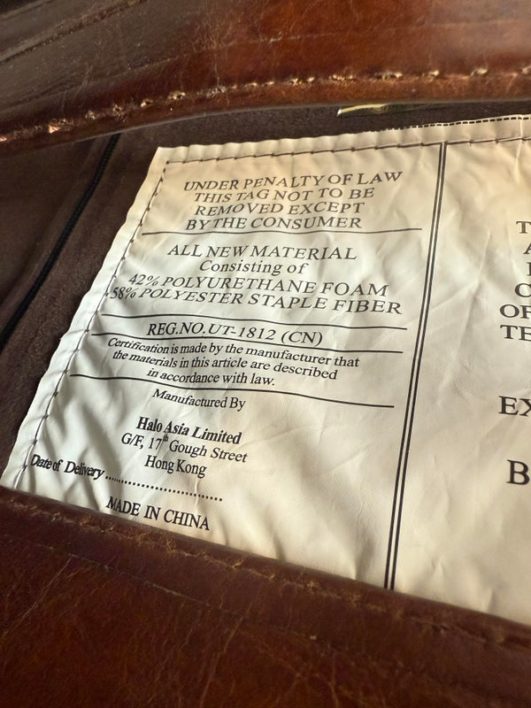 UNDER PENALTY OF LAW
THIS TAG NOT TO BE
REMOVED EXCEPT
BY THE CONSUMER
ALL NEW MATERIAL
Consisting of
42% POLYURETHANE FOAM
58% POLYESTER STAPLE FIBER
REG.NO. UT-1812 (CN)
Certification is made by the manufacturer that
the materials in this article are described
in accordance with law.
Manufactured By
Halo Asia Limited
G/F, 17th Gough Street
Hong Kong
Date of Delivery
MADE IN CHINA